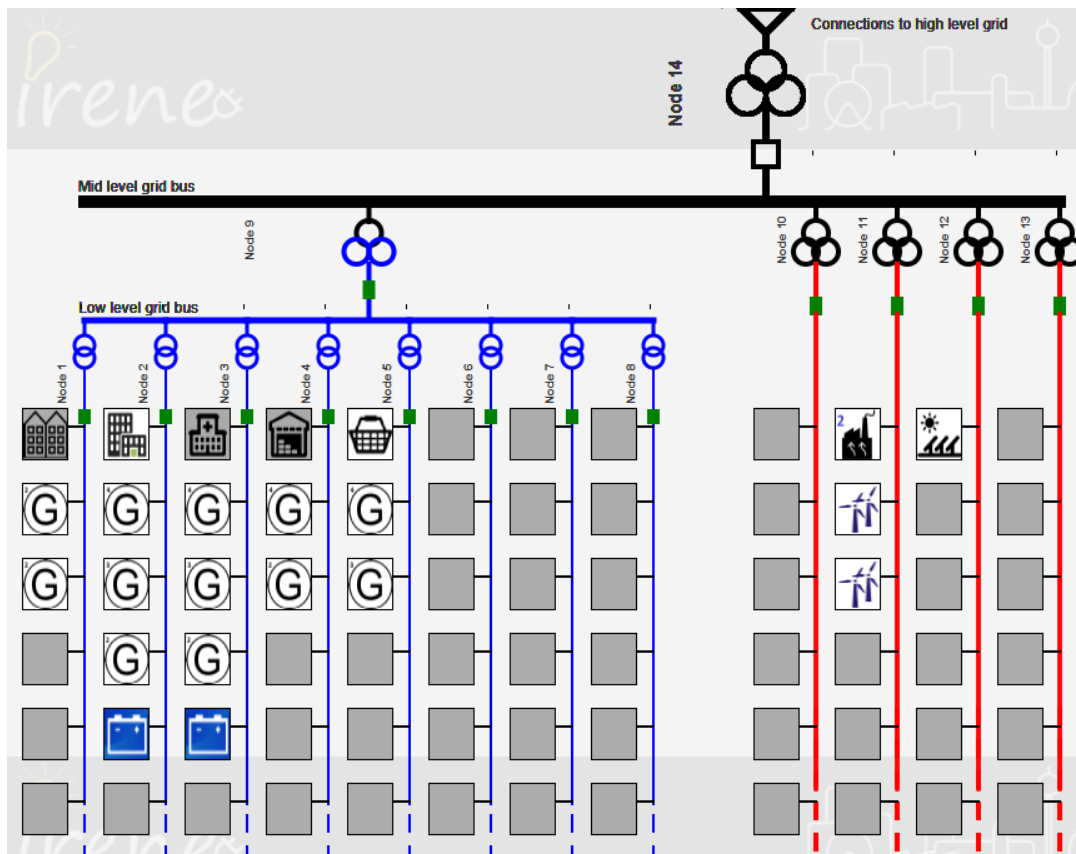 Connections to high level grid
irene
Node 14
Mid level grid bus
Node 9
Node 10
Node 11
Node 12
Node 13
Low level grid bus
Node 1
Node 2
Node 3
Node 4
Node 5
Node 6
Node 7
Node 8
2
G G G G G
G G G G G
G G
irene